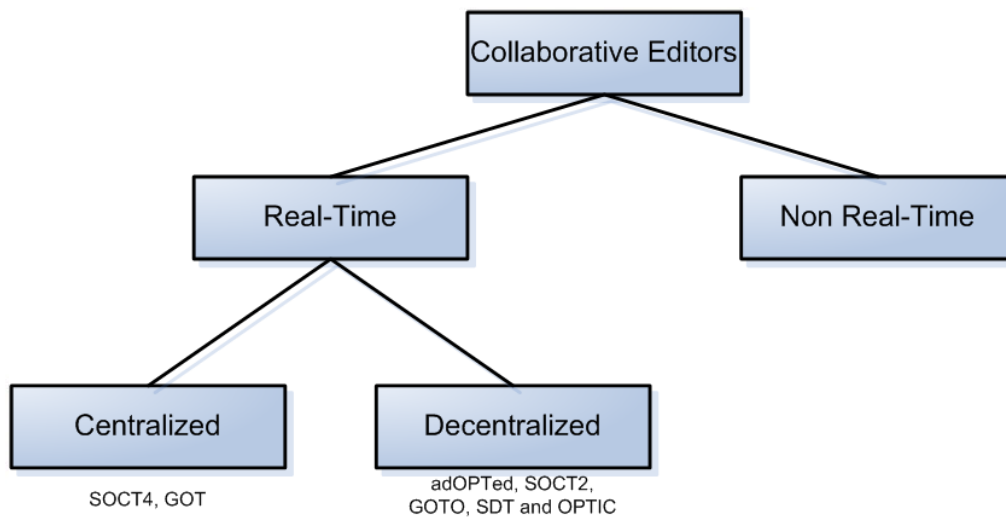 Collaborative Editors
Real-Time
Non Real-Time
Centralized
Decentralized
SOCT4, GOT
adOPTed, SOCT2,
GOTO, SDT and OPTIC